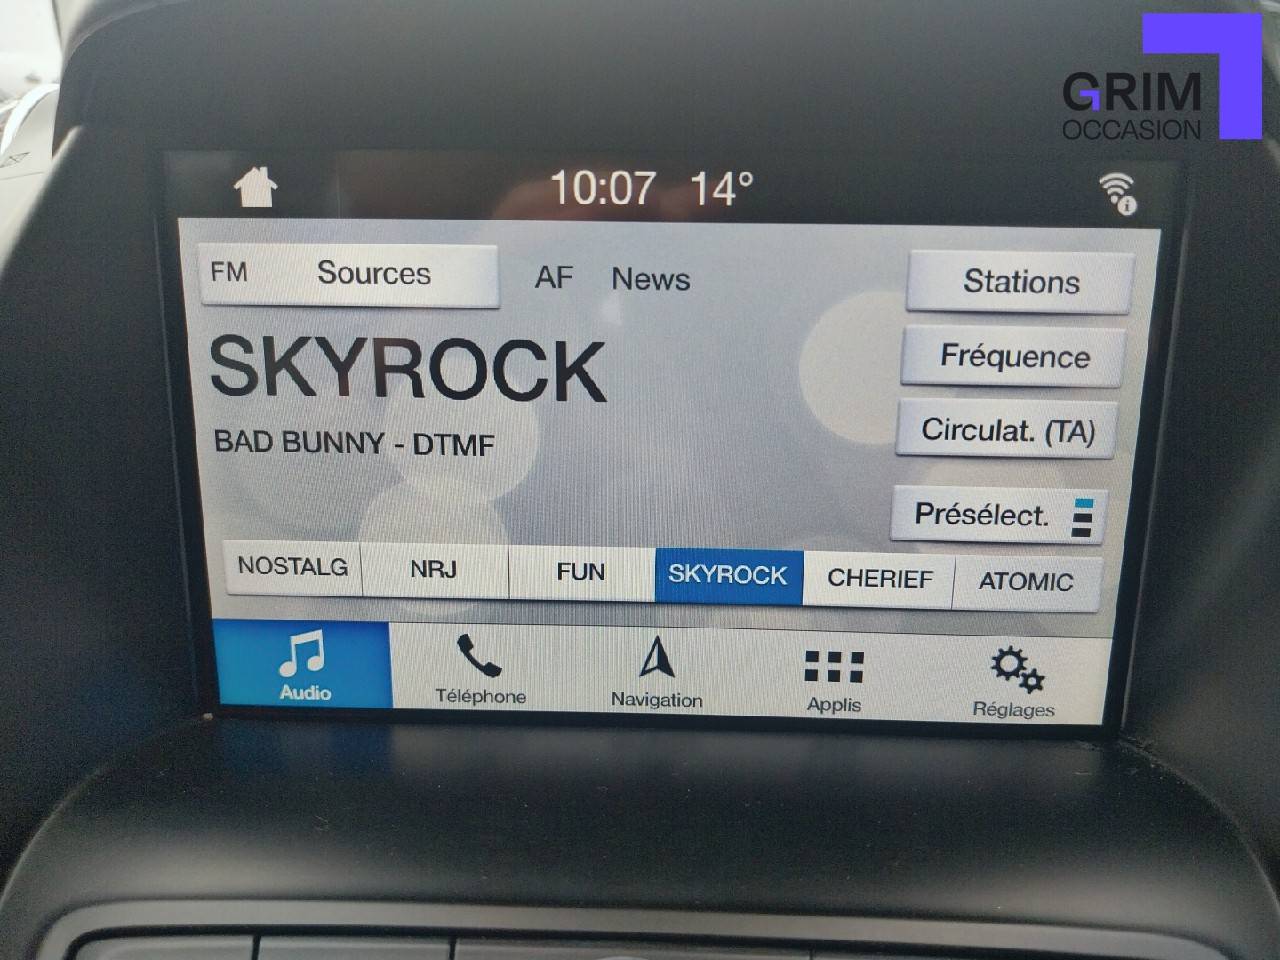 GRIM
OCCASION
10:07 14°
FM Sources AF News Stations
SKYROCK
Fréquence
BAD BUNNY - DTMF
Circulat. (TA)
Présélect.
NOSTALG NRJ FUN SKYROCK CHERIEF ATOMIC
Audio Téléphone Navigation Applis Réglages